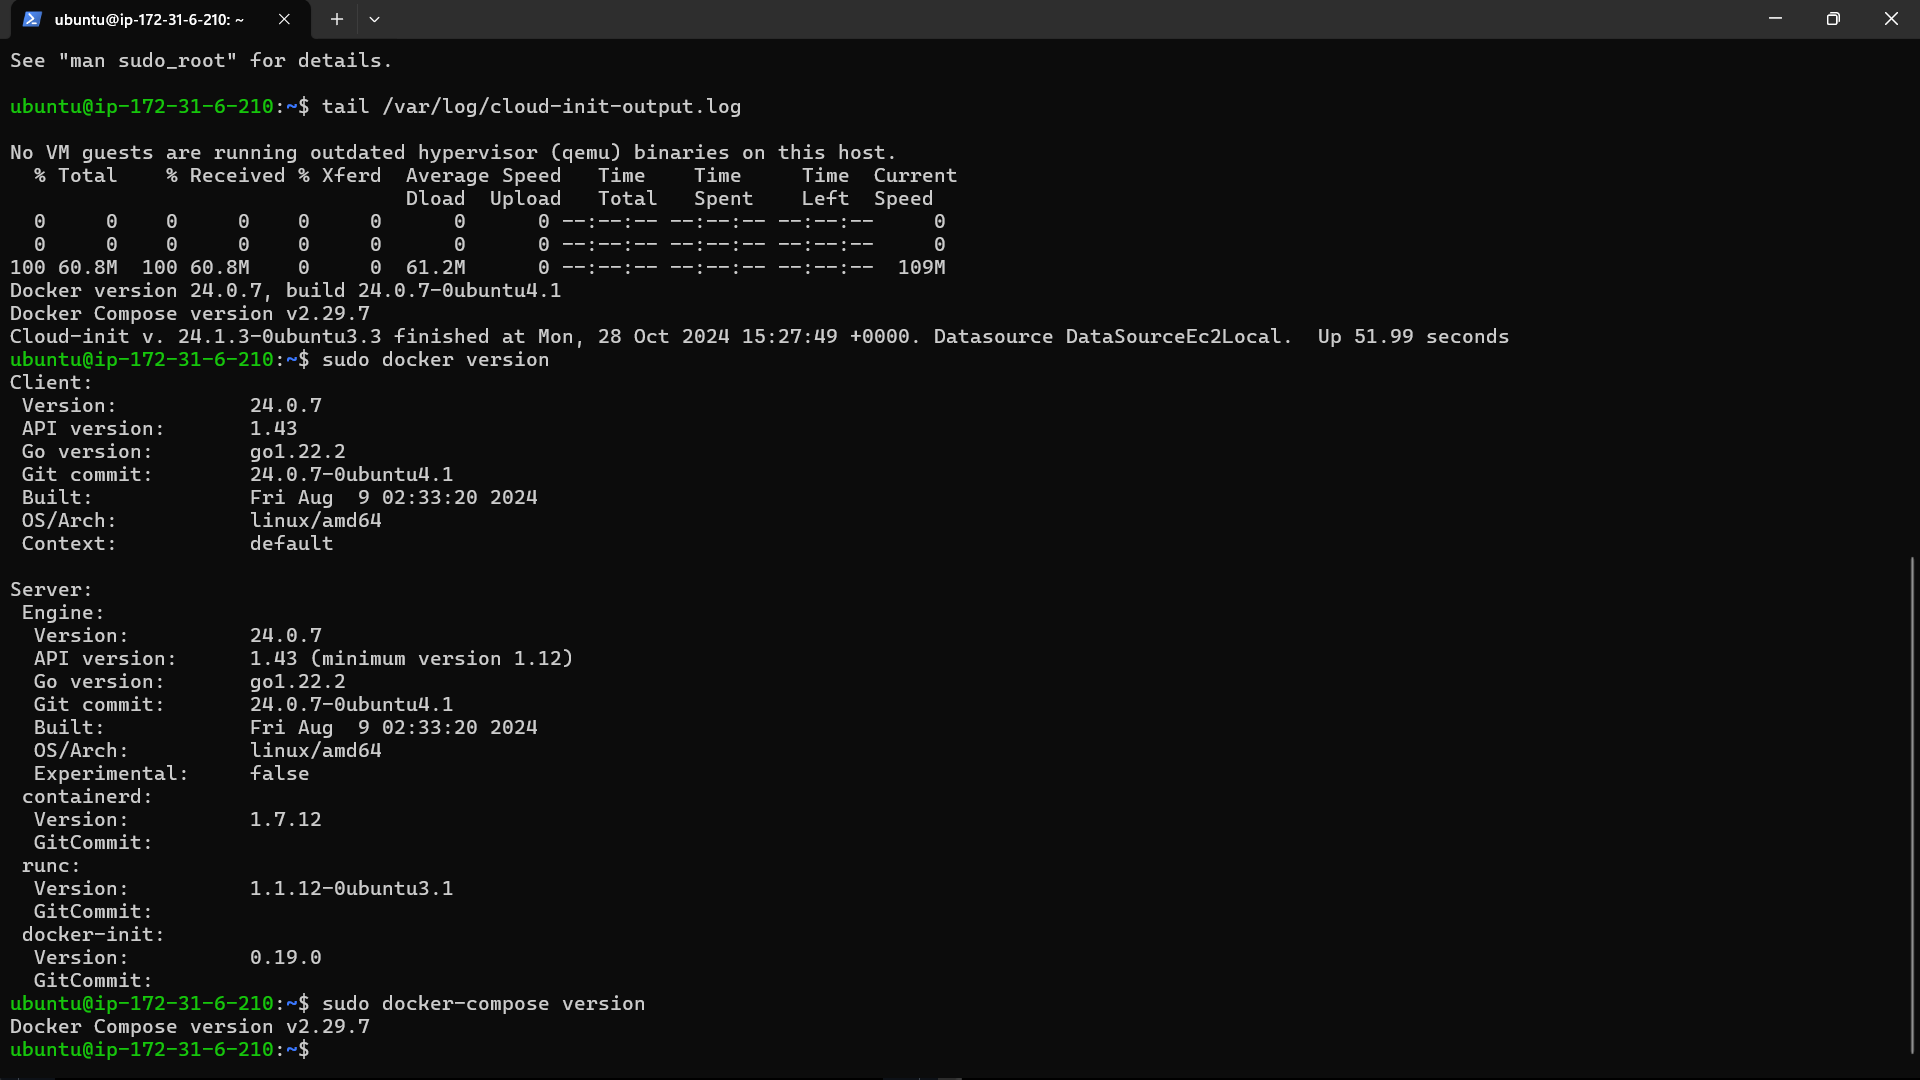 ubuntu@ip-172-31-6-210: ~
See "man sudo_root" for details.
ubuntu@ip-172-31-6-210:~$ tail /var/log/cloud-init-output.log
No VM guests are running outdated hypervisor (qemu) binaries on this host.
  % Total    % Received % Xferd  Average Speed   Time    Time     Time  Current
                                 Dload  Upload   Total   Spent    Left  Speed
  0     0    0     0    0     0      0      0 --:--:-- --:--:-- --:--:--     0
  0     0    0     0    0     0      0      0 --:--:-- --:--:-- --:--:--     0
100 60.8M  100 60.8M    0     0  61.2M      0 --:--:-- --:--:-- --:--:--  109M
Docker version 24.0.7, build 24.0.7-0ubuntu4.1
Docker Compose version v2.29.7
Cloud-init v. 24.1.3-0ubuntu3.3 finished at Mon, 28 Oct 2024 15:27:49 +0000. Datasource DataSourceEc2Local.  Up 51.99 seconds
ubuntu@ip-172-31-6-210:~$ sudo docker version
Client:
 Version:           24.0.7
 API version:       1.43
 Go version:        go1.22.2
 Git commit:        24.0.7-0ubuntu4.1
 Built:             Fri Aug  9 02:33:20 2024
 OS/Arch:           linux/amd64
 Context:           default
Server:
 Engine:
  Version:          24.0.7
  API version:      1.43 (minimum version 1.12)
  Go version:       go1.22.2
  Git commit:       24.0.7-0ubuntu4.1
  Built:            Fri Aug  9 02:33:20 2024
  OS/Arch:          linux/amd64
  Experimental:     false
 containerd:
  Version:          1.7.12
  GitCommit:
 runc:
  Version:          1.1.12-0ubuntu3.1
  GitCommit:
 docker-init:
  Version:          0.19.0
  GitCommit:
ubuntu@ip-172-31-6-210:~$ sudo docker-compose version
Docker Compose version v2.29.7
ubuntu@ip-172-31-6-210:~$